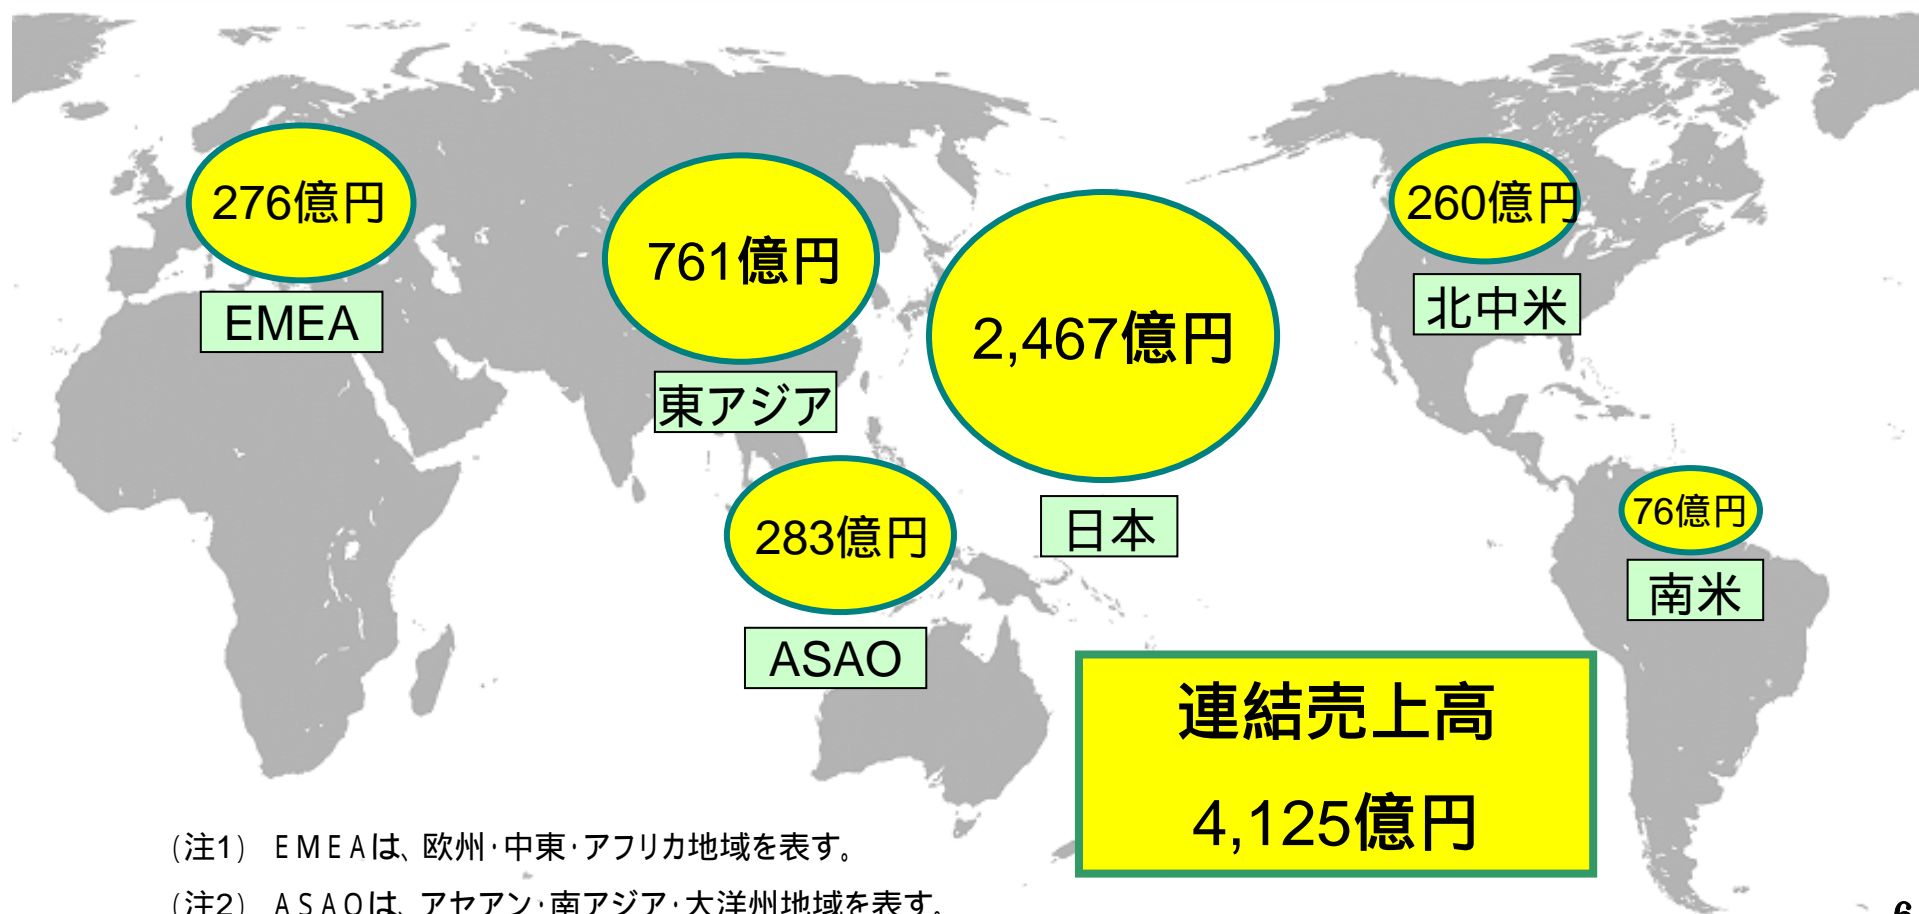 276億円
EMEA
761億円
東アジア
283億円
ASAO
2,467億円
日本
260億円
北中米
76億円
南米
連結売上高
4,125億円
(注1) EMEAは、欧州・中東・アフリカ地域を表す。
(注2) ASAOは、アセアン・南アジア・大洋州地域を表す。
6